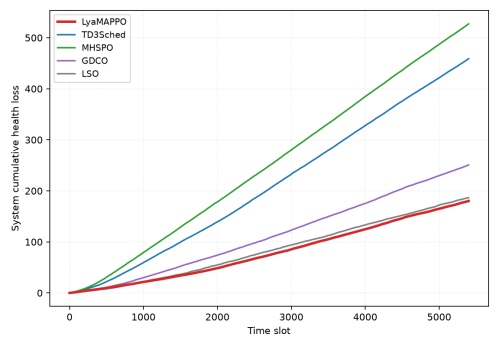 LyaMAPPO
TD3Sched
MHSPO
GDCO
LSO
System cumulative health loss
500
400
300
200
100
0
0 1000 2000 3000 4000 5000
Time slot